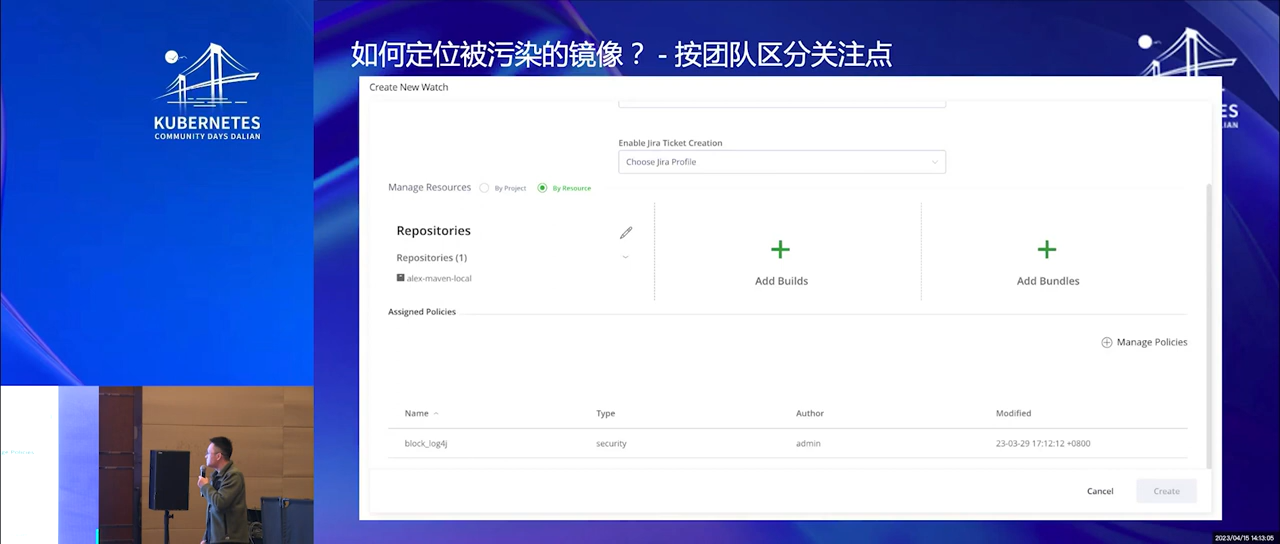 KUBERNETES
COMMUNITY DAYS DALIAN
如何定位被污染的镜像？ - 按团队区分关注点
ES
IAN
Create New Watch
Enable Jira Ticket Creation
Choose Jira Profile
Manage Resources By Project By Resource
Repositories
Repositories (1)
alex-maven-local
Add Builds
Add Bundles
Assigned Policies
Manage Policies
Name Type Author Modified
block_log4j security admin 23-03-29 17:12:12 +0800
Cancel Create
2023/04/15 14:13:05